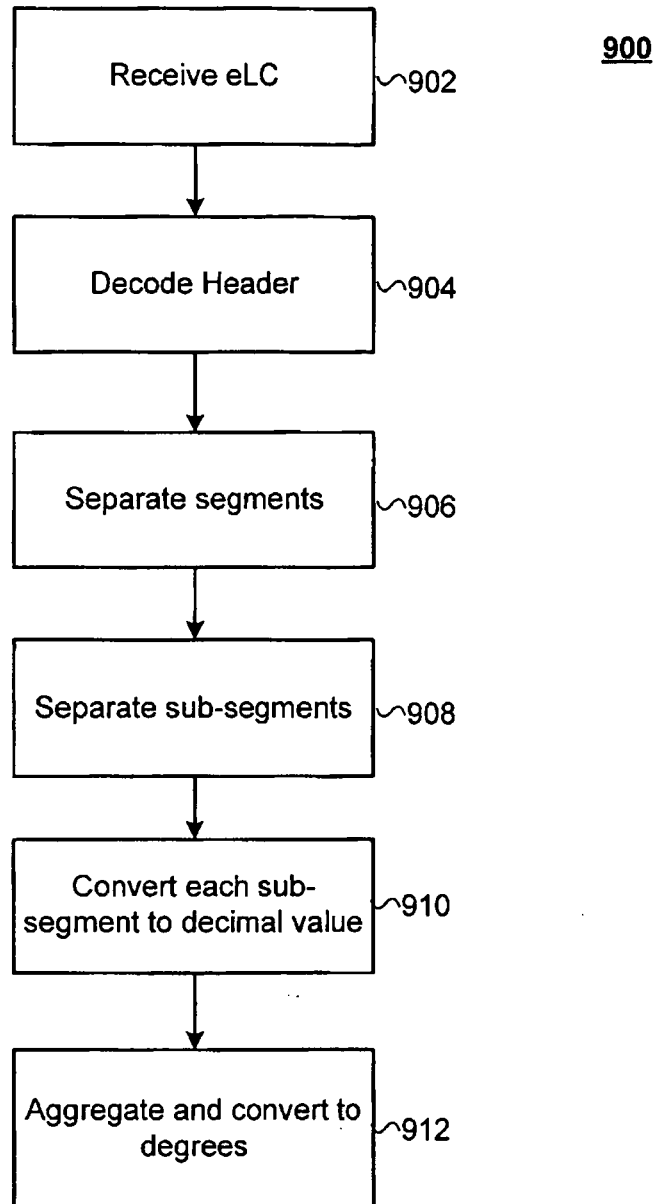 900
Receive eLC
902
Decode Header
904
Separate segments
906
Separate sub-segments
908
Convert each sub-
segment to decimal value
910
Aggregate and convert to
degrees
912